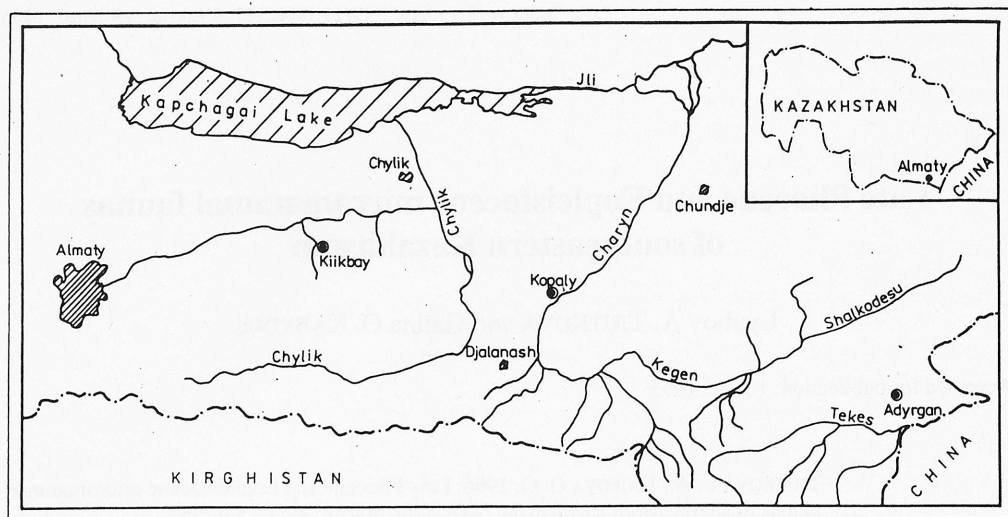 Kapchagai Lake
Jli
KAZAKHSTAN
Almaty
CHINA
Chylik
Chylik
Charyn
Chundje
Almaty
Kiikbay
Kopaly
Shalkodesu
Chylik
Djalanash
Kegen
Tekes
Adyrgan
KIRGHISTAN
CHINA